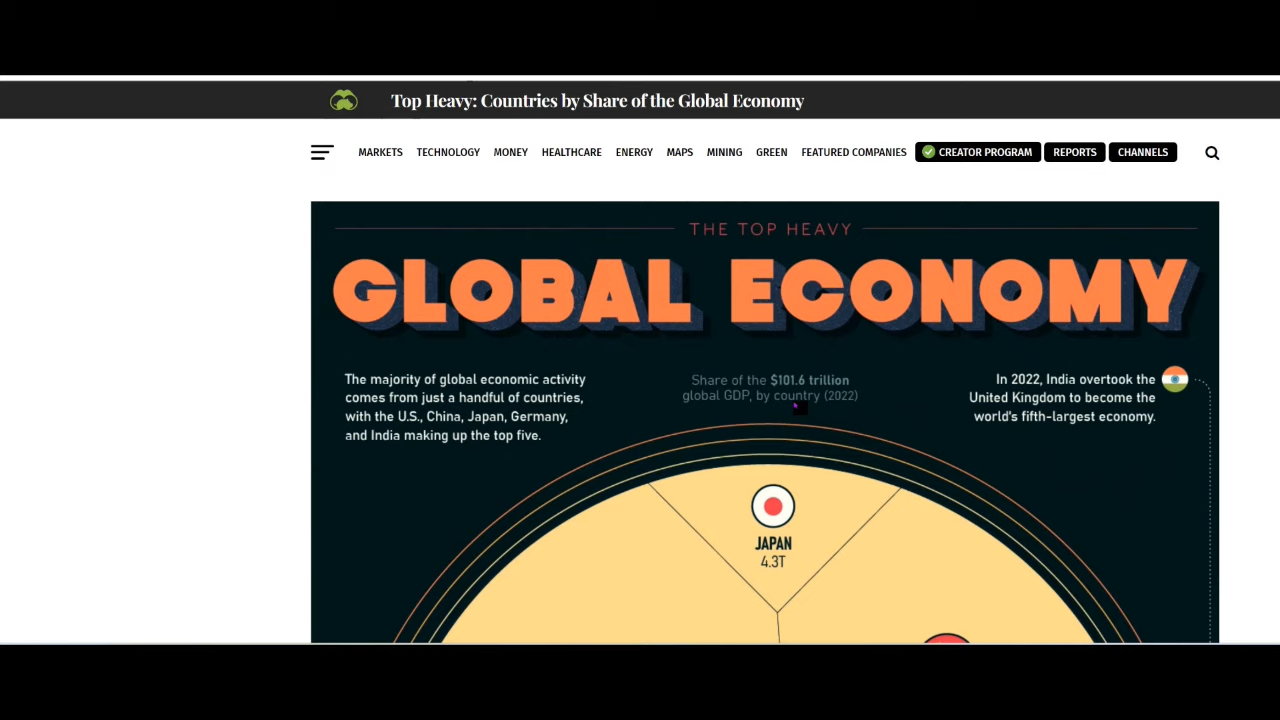 Top Heavy: Countries by Share of the Global Economy
MARKETS TECHNOLOGY MONEY HEALTHCARE ENERGY MAPS MINING GREEN FEATURED COMPANIES CREATOR PROGRAM REPORTS CHANNELS
THE TOP HEAVY
GLOBAL ECONOMY
The majority of global economic activity
comes from just a handful of countries,
with the U.S., China, Japan, Germany,
and India making up the top five.
Share of the $101.6 trillion
global GDP, by country (2022)
In 2022, India overtook the
United Kingdom to become the
world's fifth-largest economy.
JAPAN
4.3T